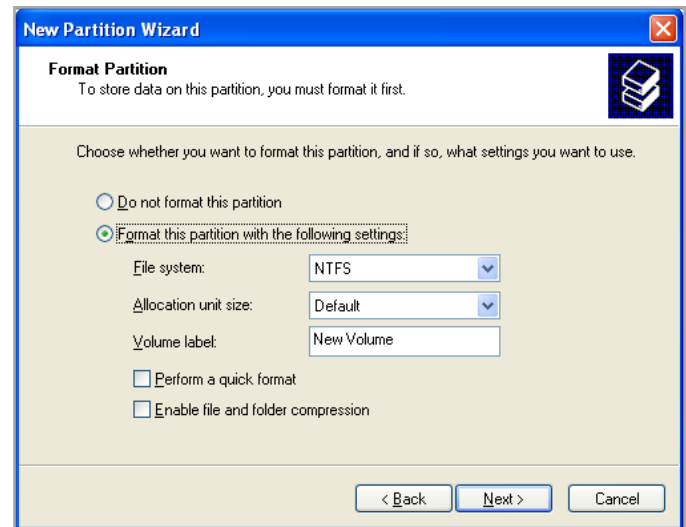 New Partition Wizard
Format Partition
To store data on this partition, you must format it first.
Choose whether you want to format this partition, and if so, what settings you want to use.
Do not format this partition
Format this partition with the following settings:
File system: NTFS
Allocation unit size: Default
Volume label: New Volume
Perform a quick format
Enable file and folder compression
< Back Next > Cancel